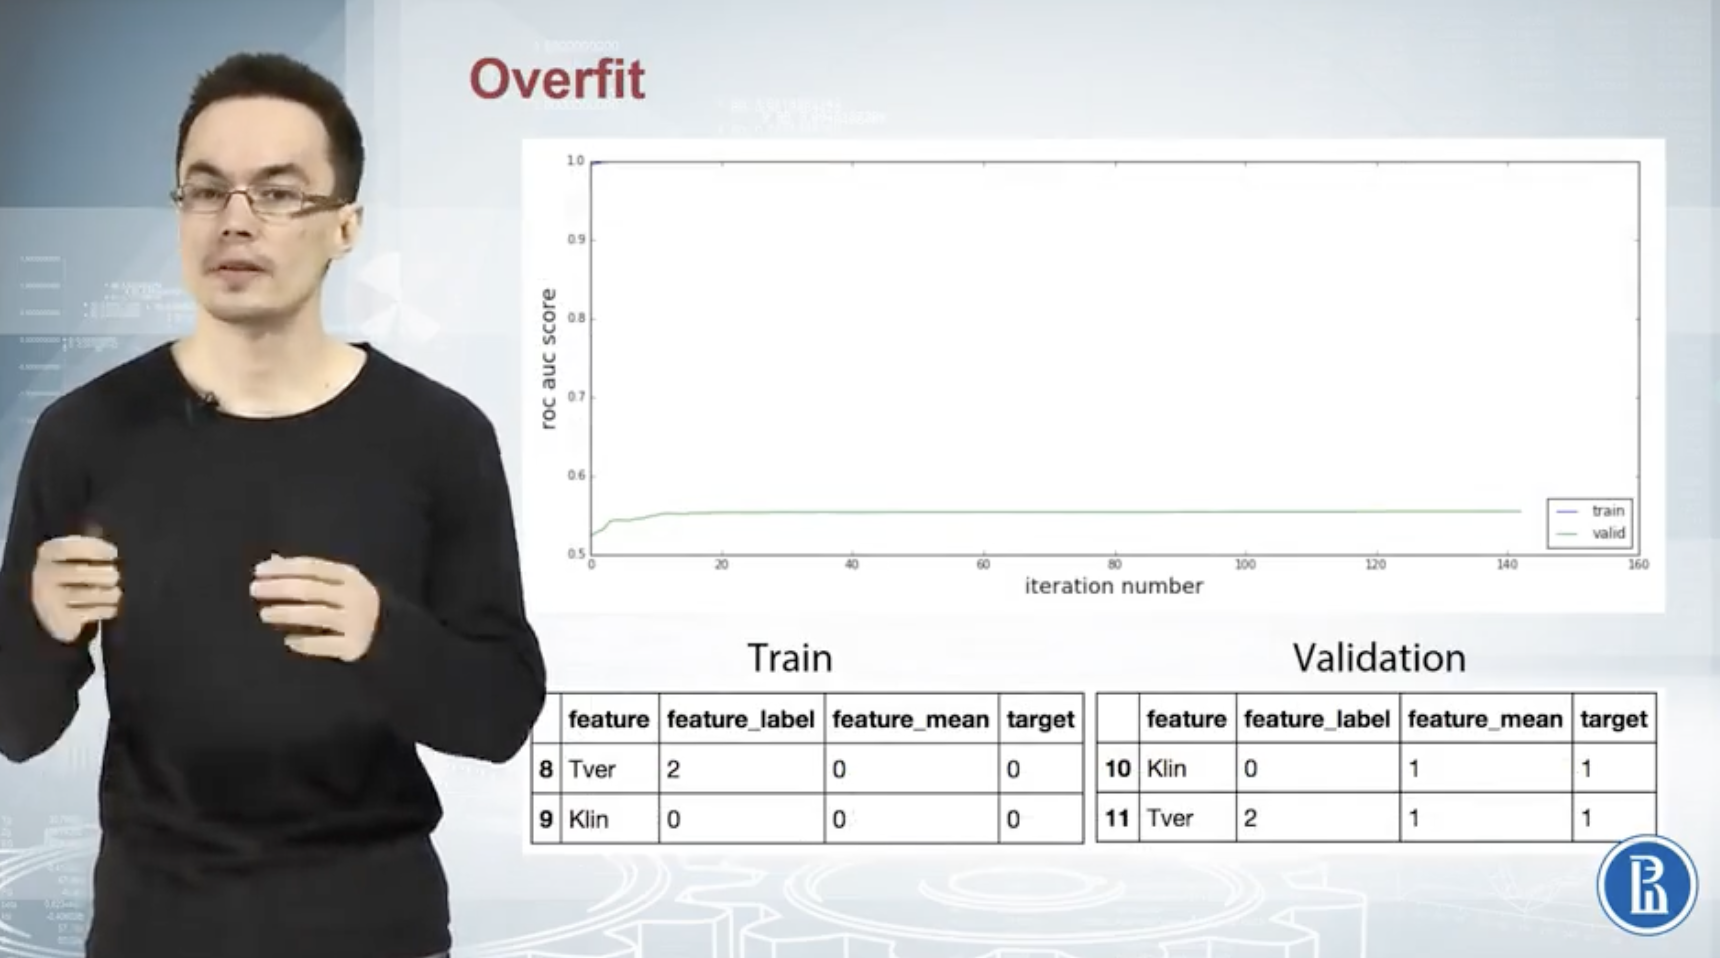 Overfit
1.0
0.9
0.8
0.7
0.6
0.5
roc auc score
0 20 40 60 80 100 120 140 160
iteration number
train
valid
Train
feature feature_label feature_mean target
8 Tver 2 0 0
9 Klin 0 0 0
Validation
feature feature_label feature_mean target
10 Klin 0 1 1
11 Tver 2 1 1